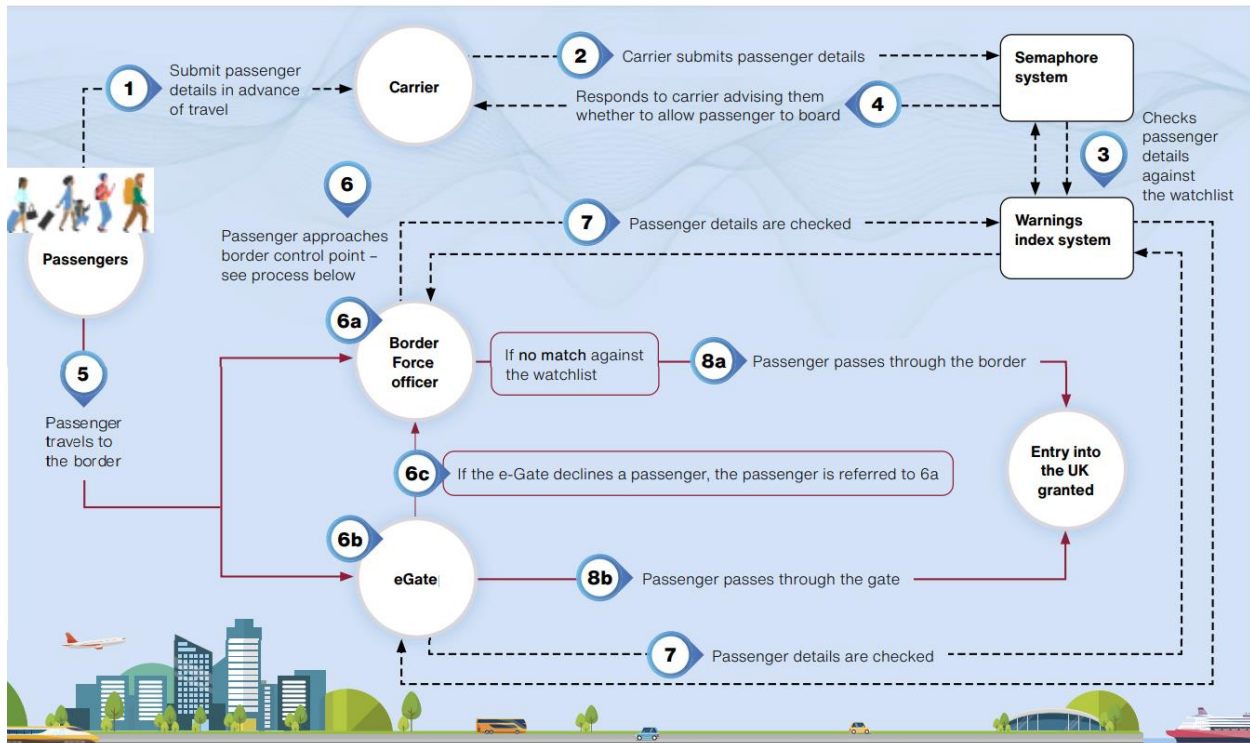 1
Submit passenger
details in advance
of travel
Carrier
2
Carrier submits passenger details
Semaphore
system
Responds to carrier advising them
whether to allow passenger to board
4
3
Checks
passenger
details
against
the watchlist
Passengers
6
Passenger approaches
border control point –
see process below
7
Passenger details are checked
Warnings
index system
5
Passenger
travels to
the border
6a
Border
Force
officer
If no match against
the watchlist
8a
Passenger passes through the border
6c
If the e-Gate declines a passenger, the passenger is referred to 6a
Entry into
the UK
granted
6b
eGate
8b
Passenger passes through the gate
7
Passenger details are checked